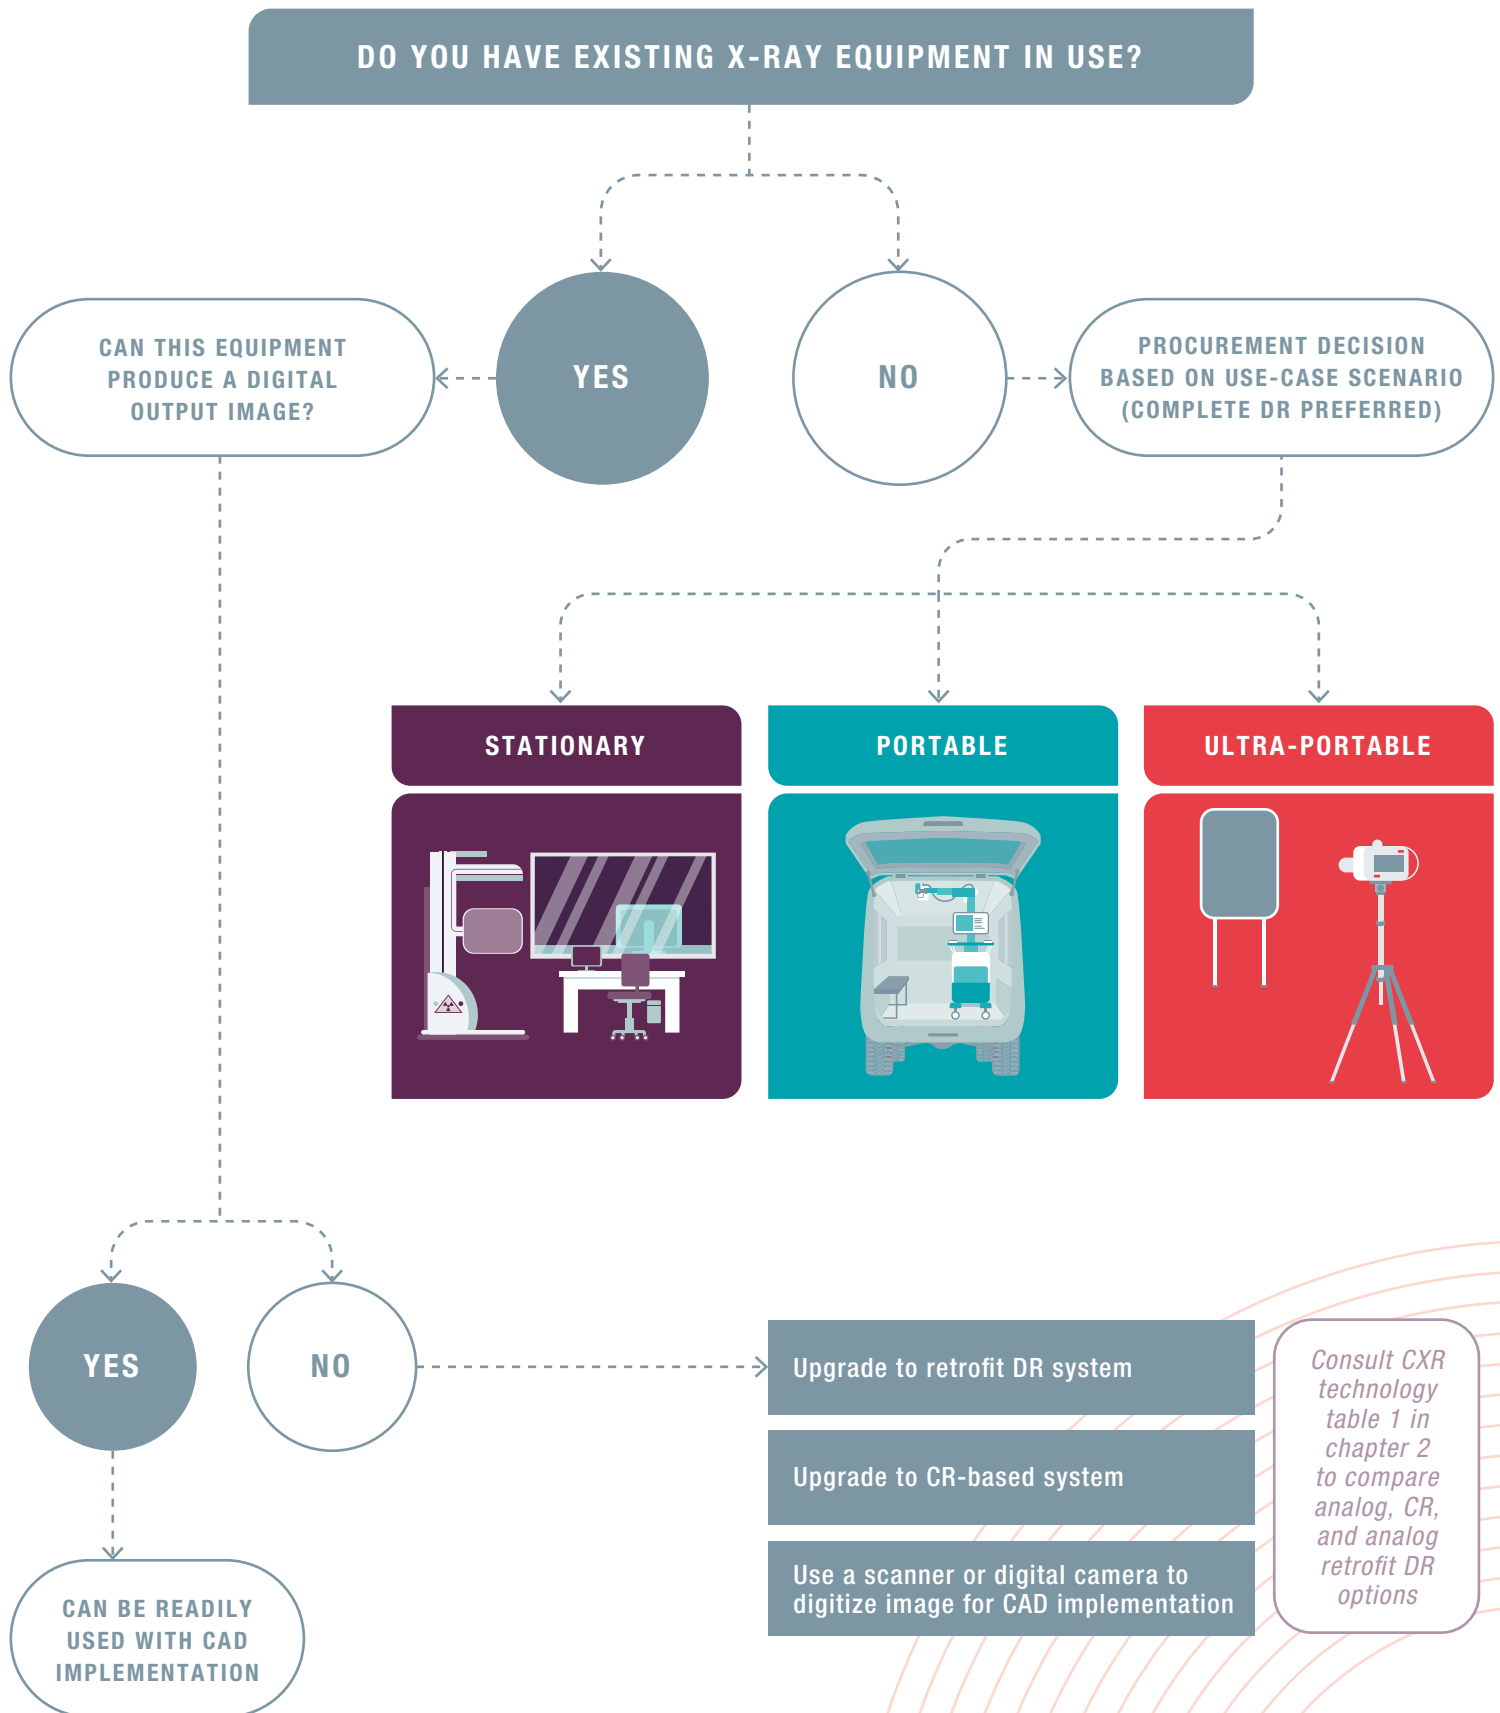 DO YOU HAVE EXISTING X-RAY EQUIPMENT IN USE?
CAN THIS EQUIPMENT
PRODUCE A DIGITAL
OUTPUT IMAGE?
YES
NO
PROCUREMENT DECISION
BASED ON USE-CASE SCENARIO
(COMPLETE DR PREFERRED)
STATIONARY
PORTABLE
ULTRA-PORTABLE
YES
NO
Upgrade to retrofit DR system
Upgrade to CR-based system
Use a scanner or digital camera to
digitize image for CAD implementation
Consult CXR
technology
table 1 in
chapter 2
to compare
analog, CR,
and analog
retrofit DR
options
CAN BE READILY
USED WITH CAD
IMPLEMENTATION